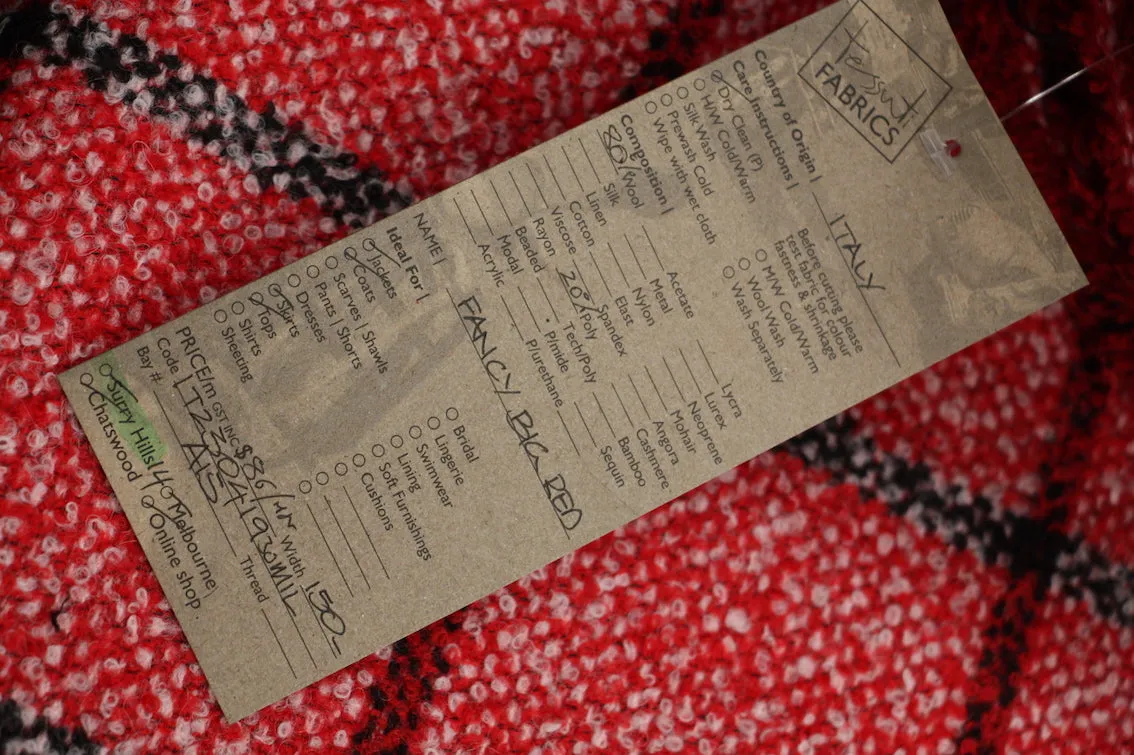 Tessuti
FABRICS
Country of Origin | ITALY
Care Instructions |
Dry Clean (P)
H/W Cold/Warm
Silk Wash
Prewash Cold
Wipe with wet cloth
Before cutting please
test fabric for colour
fastness & shrinkage
M/W Cold/Warm
Wool Wash
Wash Separately
Composition |
80% Wool
Silk
Linen
Cotton
Viscose
Rayon
Beaded
Modal
Acrylic
Acetate
Metal
Nylon
Elast
Spandex
20% Poly
Tech/Poly
P/mide
P/urethane
Lycra
Lurex
Neoprene
Mohair
Angora
Cashmere
Bamboo
Sequin
NAME | FANCY BIG RED
Ideal For |
Jackets
Coats
Scarves | Shawls
Pants | Shorts
Dresses
Skirts
Tops
Shirts
Sheeting
Bridal
Lingerie
Swimwear
Lining
Soft Furnishings
Cushions
PRICE/m GST INC $86/ Width 150-
Code |
Bay # Thread
Surry Hills 40 Melbourne
Chatswood Online shop